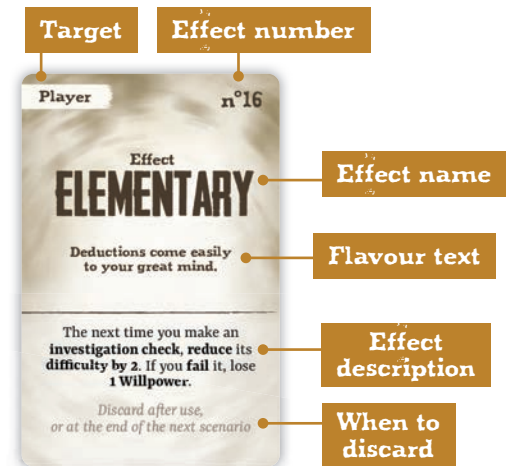 Target
Effect number
Player
n°16
Effect
ELEMENTARY
Effect name
Deductions come easily
to your great mind.
Flavour text
The next time you make an
investigation check, reduce its
difficulty by 2. If you fail it, lose
1 Willpower.
Effect
description
Discard after use,
or at the end of the next scenario
When to
discard